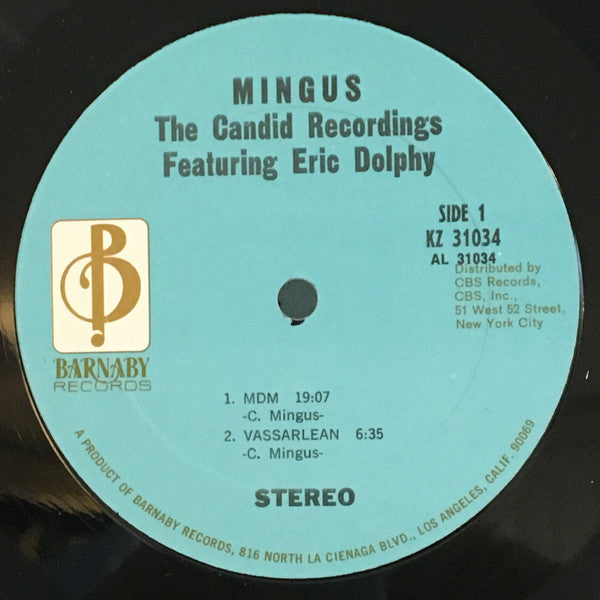 MINGUS
The Candid Recordings
Featuring Eric Dolphy
SIDE 1
KZ 31034
AL 31034
Distributed by
CBS Records,
CBS, Inc.,
51 West 52 Street,
New York City
B
BARNABY
RECORDS
1. MDM 19:07
-C. Mingus-
2. VASSARLEAN 6:35
-C. Mingus-
STEREO
A PRODUCT OF BARNABY RECORDS, 816 NORTH LA CIENAGA BLVD., LOS ANGELES, CALIF. 90069